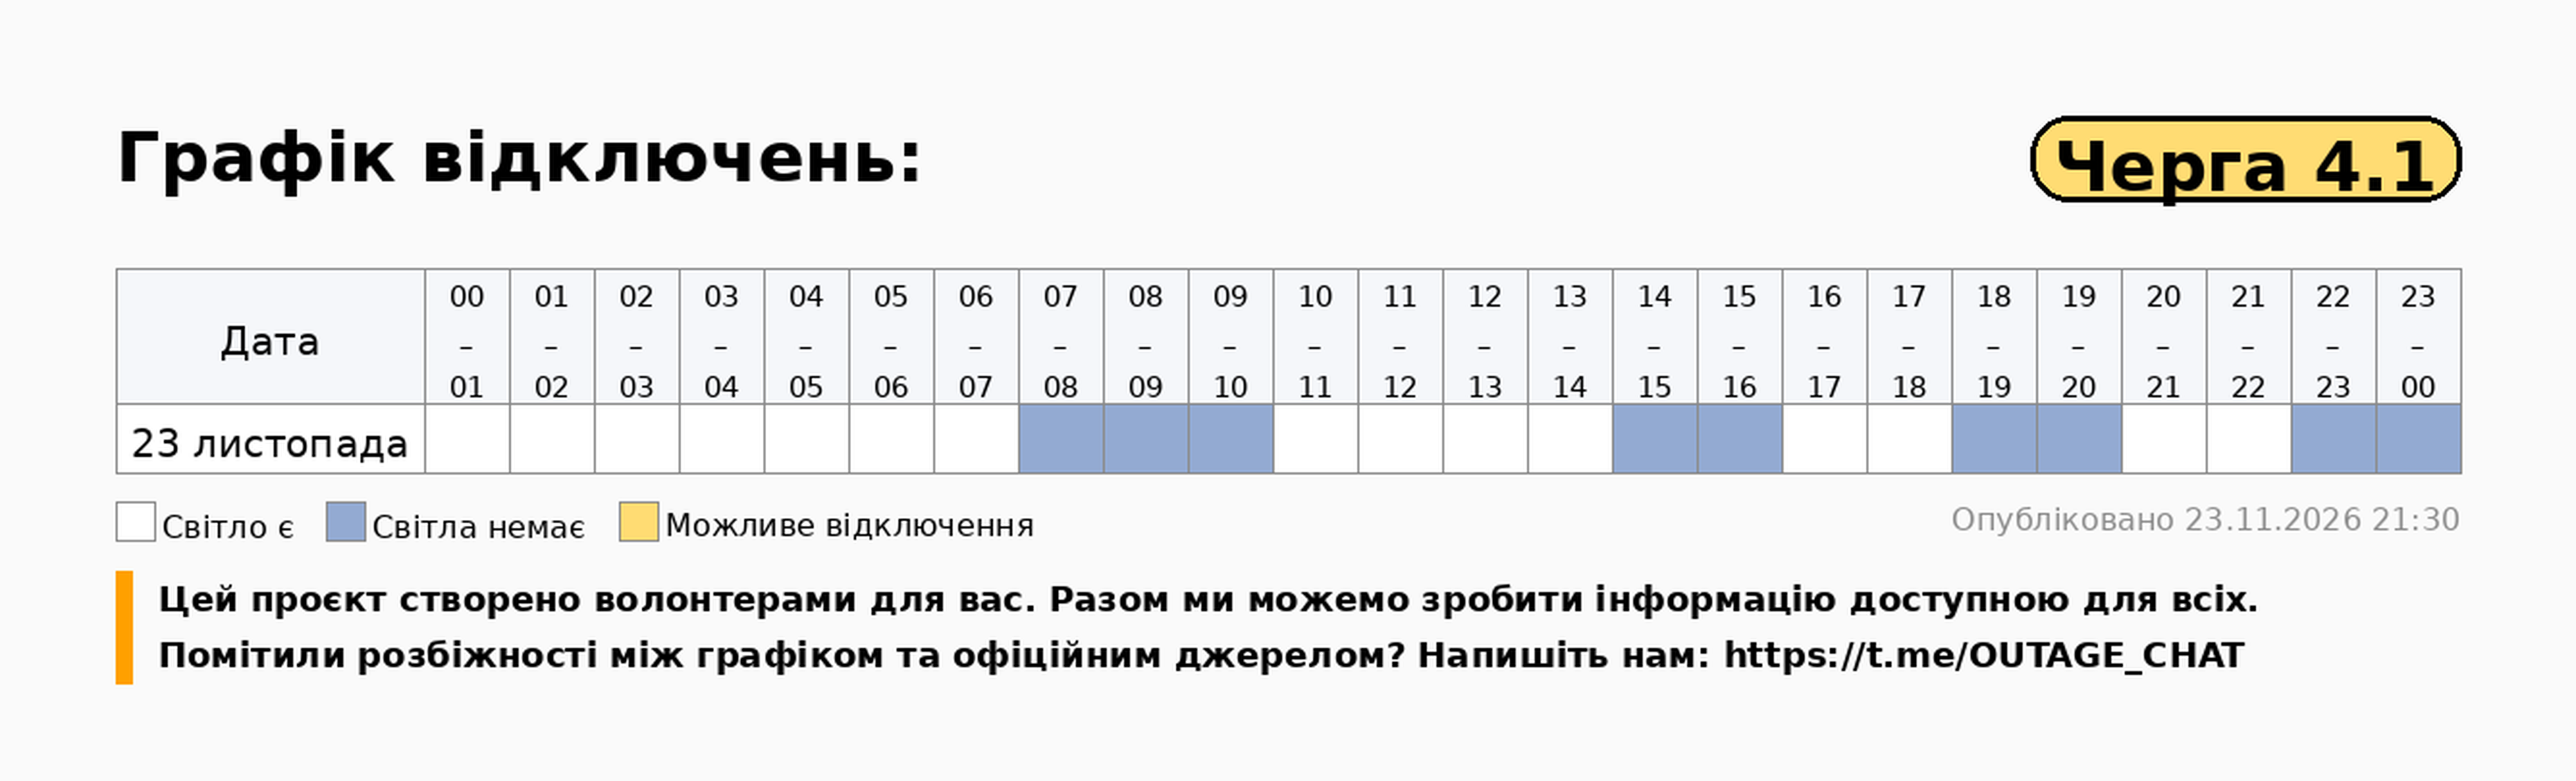 Графік відключень:
Черга 4.1
Дата
00 – 01
01 – 02
02 – 03
03 – 04
04 – 05
05 – 06
06 – 07
07 – 08
08 – 09
09 – 10
10 – 11
11 – 12
12 – 13
13 – 14
14 – 15
15 – 16
16 – 17
17 – 18
18 – 19
19 – 20
20 – 21
21 – 22
22 – 23
23 – 00
23 листопада
Світло є
Світла немає
Можливе відключення
Опубліковано 23.11.2026 21:30
Цей проєкт створено волонтерами для вас. Разом ми можемо зробити інформацію доступною для всіх.
Помітили розбіжності між графіком та офіційним джерелом? Напишіть нам: https://t.me/OUTAGE_CHAT